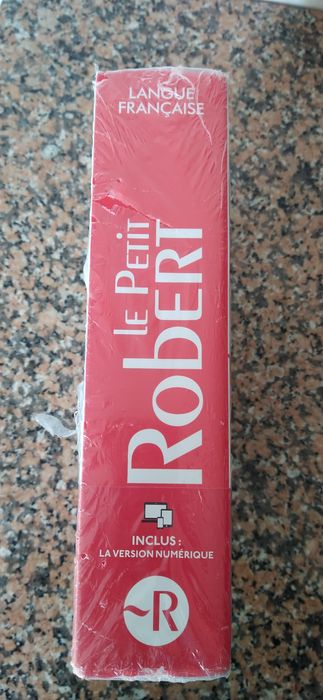 LANGUE
FRANÇAISE
LE PETIT
ROBERT
INCLUS :
LA VERSION NUMÉRIQUE
~R